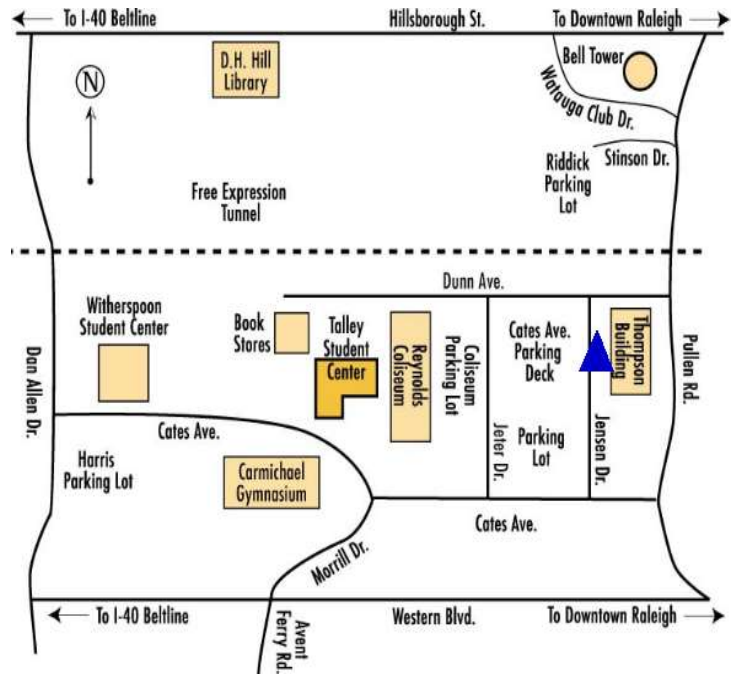 To I-40 Beltline
Hillsborough St.
To Downtown Raleigh
D.H. Hill
Library
Bell Tower
N
Watauga Club Dr.
Stinson Dr.
Riddick
Parking
Lot
Free Expression
Tunnel
Dunn Ave.
Witherspoon
Student Center
Book
Stores
Talley
Student
Center
Reynolds
Coliseum
Coliseum
Parking Lot
Cates Ave.
Parking
Deck
Thompson
Building
Pullen Rd.
Dan Allen Dr.
Cates Ave.
Harris
Parking Lot
Carmichael
Gymnasium
Jeter Dr.
Parking
Lot
Jensen Dr.
Cates Ave.
Morrill Dr.
To I-40 Beltline
Avent
Ferry Rd.
Western Blvd.
To Downtown Raleigh